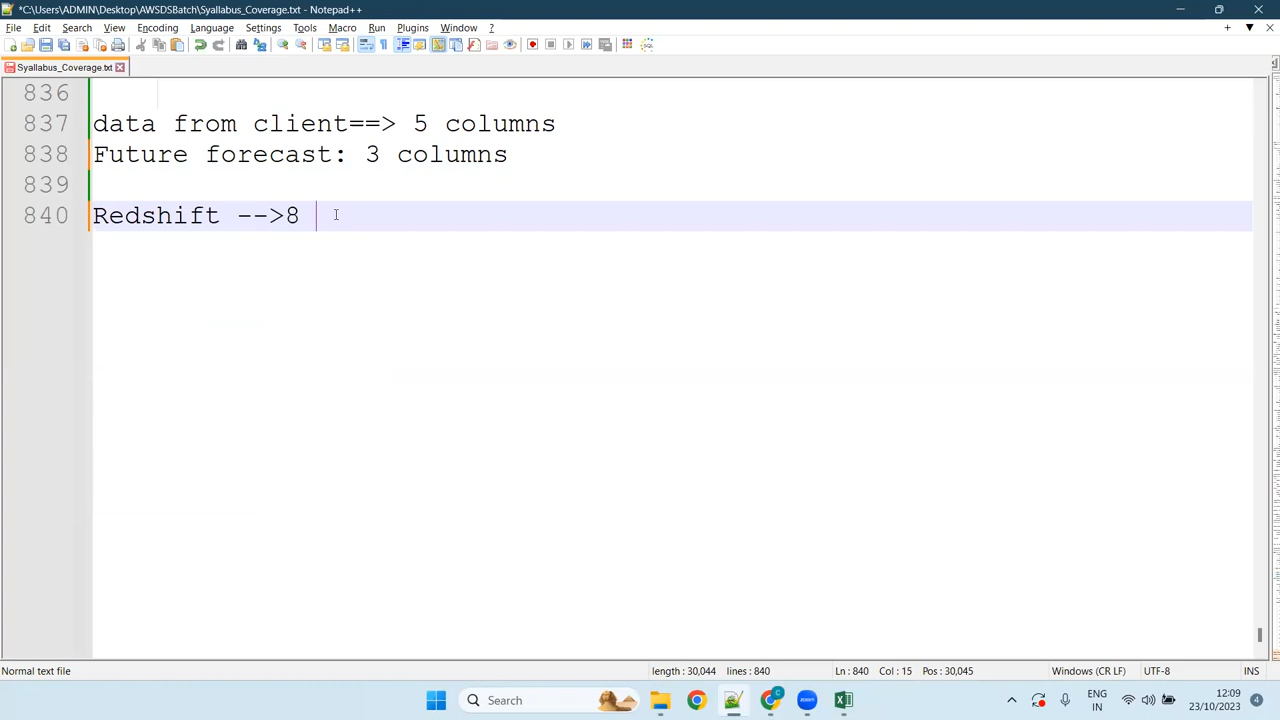 *C:\Users\ADMIN\Desktop\AWSDSBatch\Syallabus_Coverage.txt - Notepad++
File Edit Search View Encoding Language Settings Tools Macro Run Plugins Window ?
Syallabus_Coverage.txt
836
837 data from client==> 5 columns
838 Future forecast: 3 columns
839
840 Redshift -->8
Normal text file length : 30,044 lines : 840 Ln : 840 Col : 15 Pos : 30,045 Windows (CR LF) UTF-8 INS
Search zoom ENG IN 12:09 23/10/2023 4